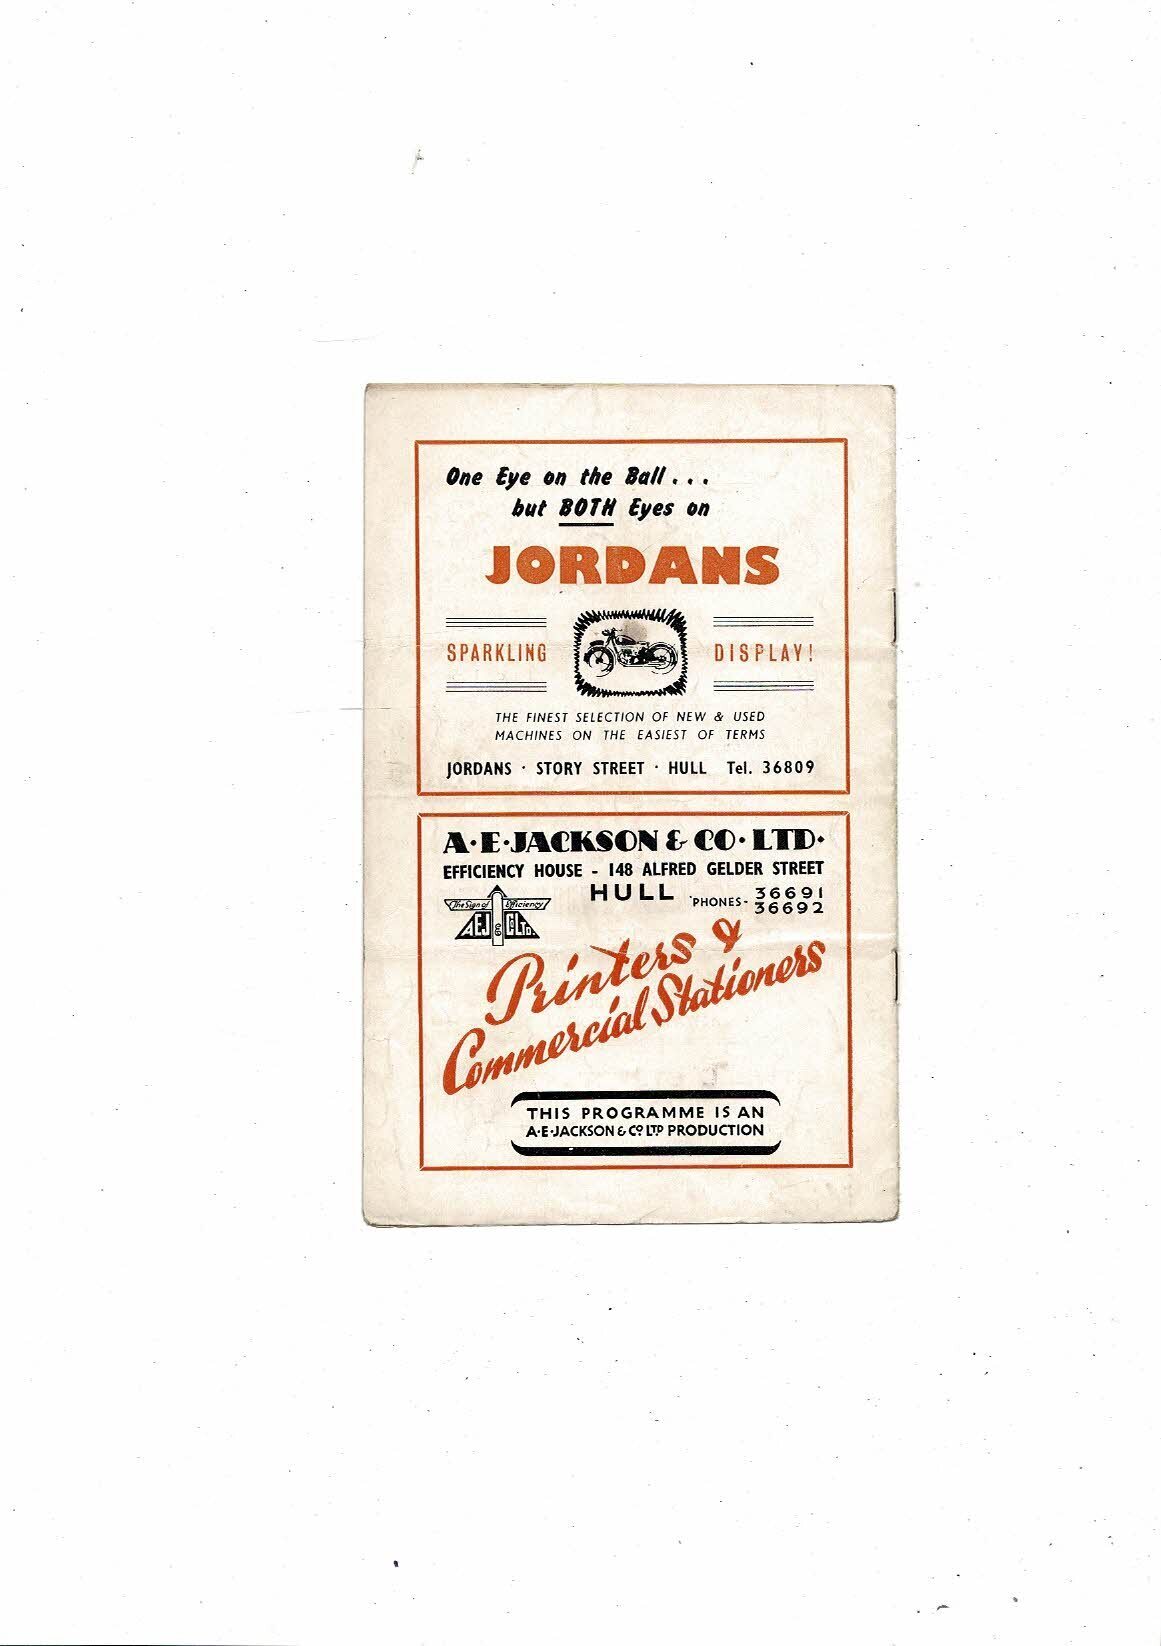 One Eye on the Ball . . .
but BOTH Eyes on
JORDANS
SPARKLING DISPLAY!
THE FINEST SELECTION OF NEW & USED
MACHINES ON THE EASIEST OF TERMS
JORDANS · STORY STREET · HULL Tel. 36809
A·E·JACKSON & CO·LTD·
EFFICIENCY HOUSE - 148 ALFRED GELDER STREET
HULL 'PHONES- 36691
36692
The Sign of Efficiency
AEJ & Co LTD.
Printers &
Commercial Stationers
THIS PROGRAMME IS AN
A·E·JACKSON & Cº LTD PRODUCTION